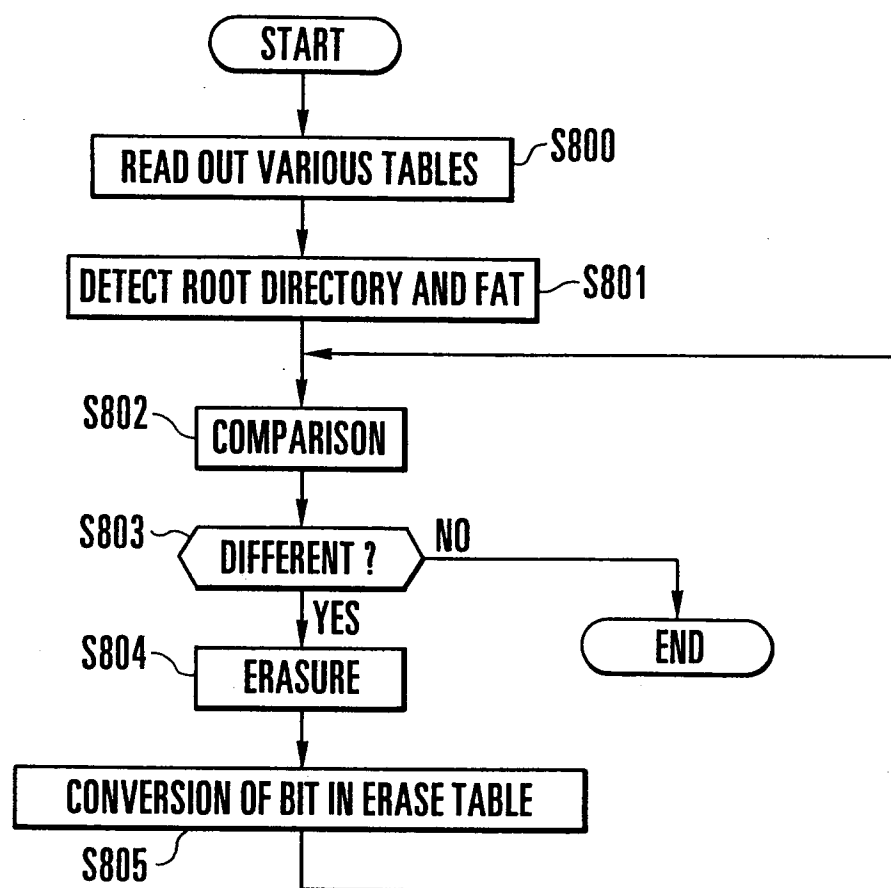 START
READ OUT VARIOUS TABLES
S800
DETECT ROOT DIRECTORY AND FAT
S801
S802
COMPARISON
S803
DIFFERENT ?
NO
YES
END
S804
ERASURE
CONVERSION OF BIT IN ERASE TABLE
S805